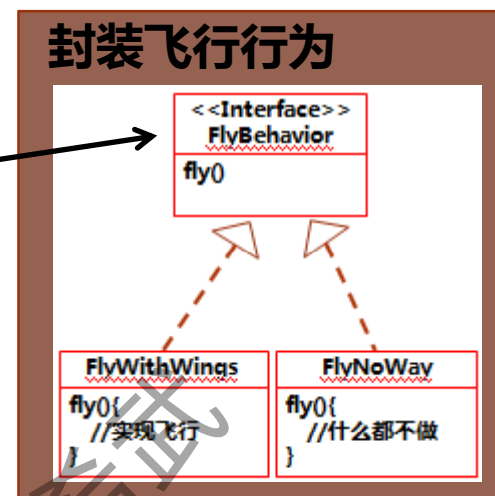 封装飞行行为
<<Interface>>
FlyBehavior
fly()
FlyWithWings
fly(){
//实现飞行
}
FlyNoWay
fly(){
//什么都不做
}